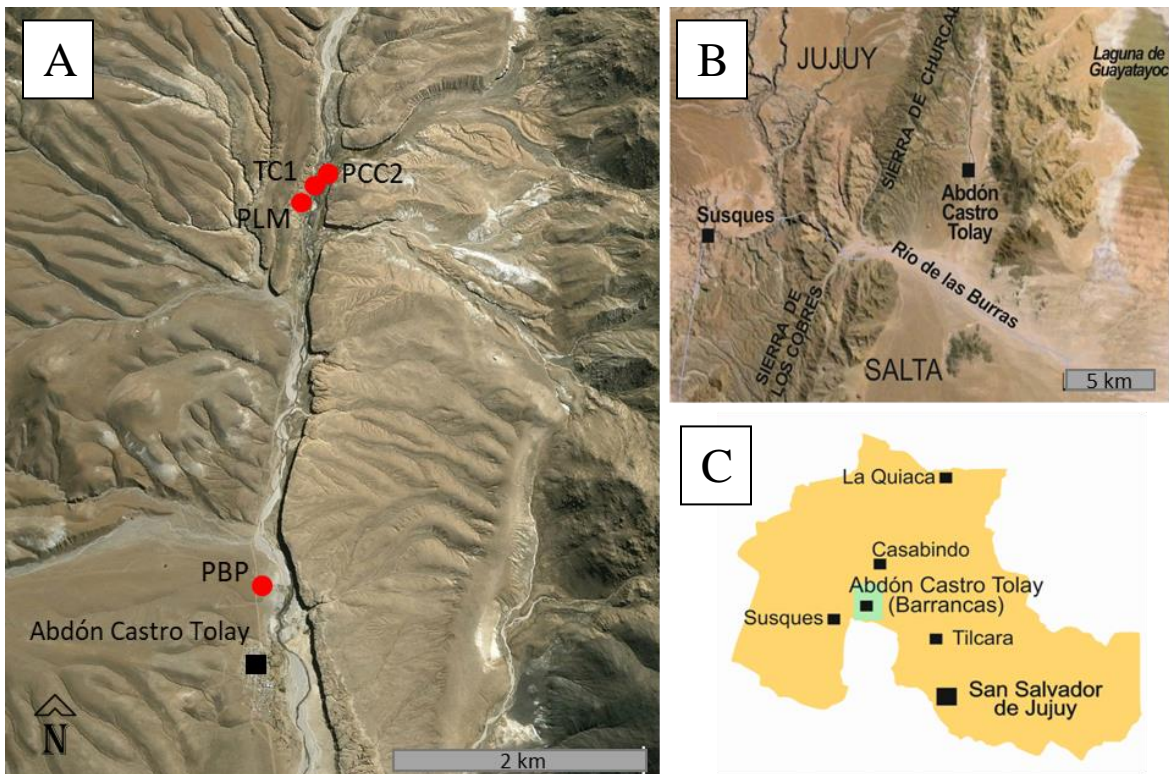 A
TC1
PCC2
PLM
PBP
Abdón Castro Tolay
N
2 km
B
JUJUY
SIERRA DE CHURCAL
Laguna de
Guayatayoc
Susques
Abdón
Castro
Tolay
Río de las Burras
SIERRA DE
LOS COBRES
SALTA
5 km
C
La Quiaca
Casabindo
Abdón Castro Tolay
(Barrancas)
Susques
Tilcara
San Salvador
de Jujuy